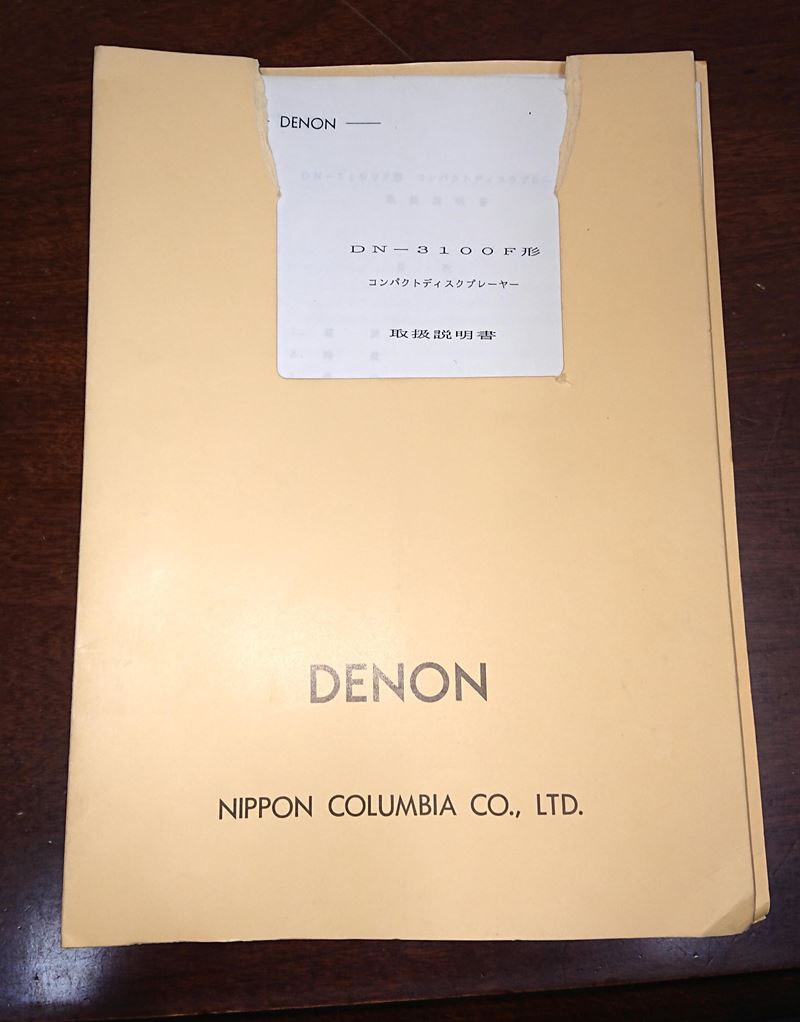 DENON
DN-3100F形
コンパクトディスクプレーヤー
取扱説明書
DENON
NIPPON COLUMBIA CO., LTD.